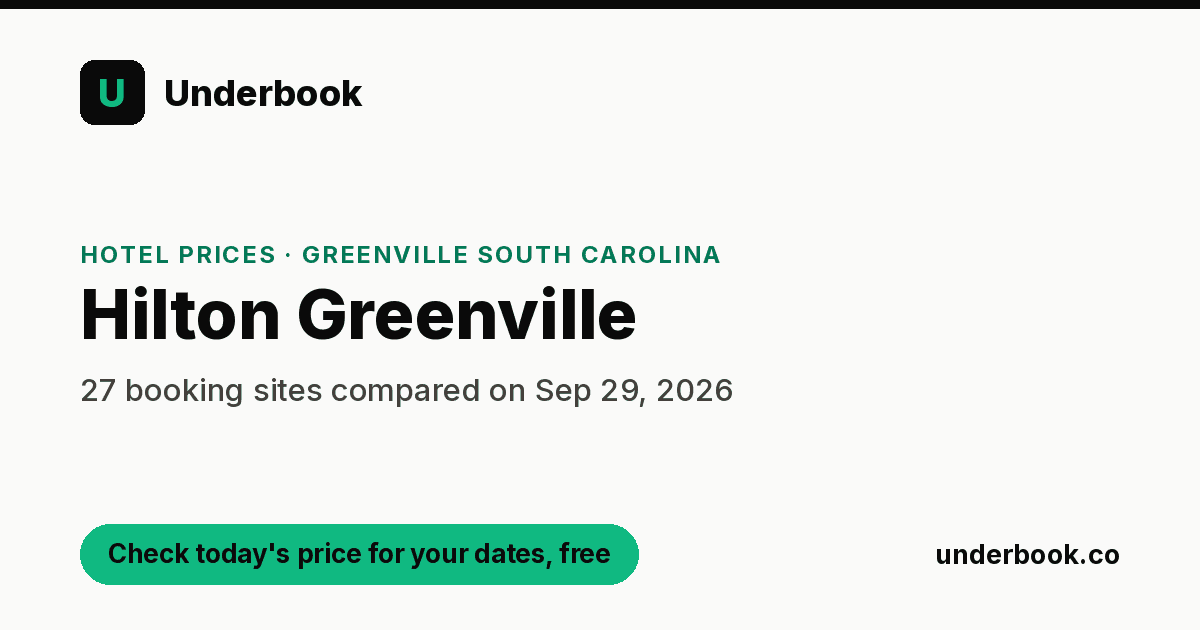 U Underbook
HOTEL PRICES · GREENVILLE SOUTH CAROLINA
Hilton Greenville
27 booking sites compared on Sep 29, 2026
Check today's price for your dates, free
underbook.co